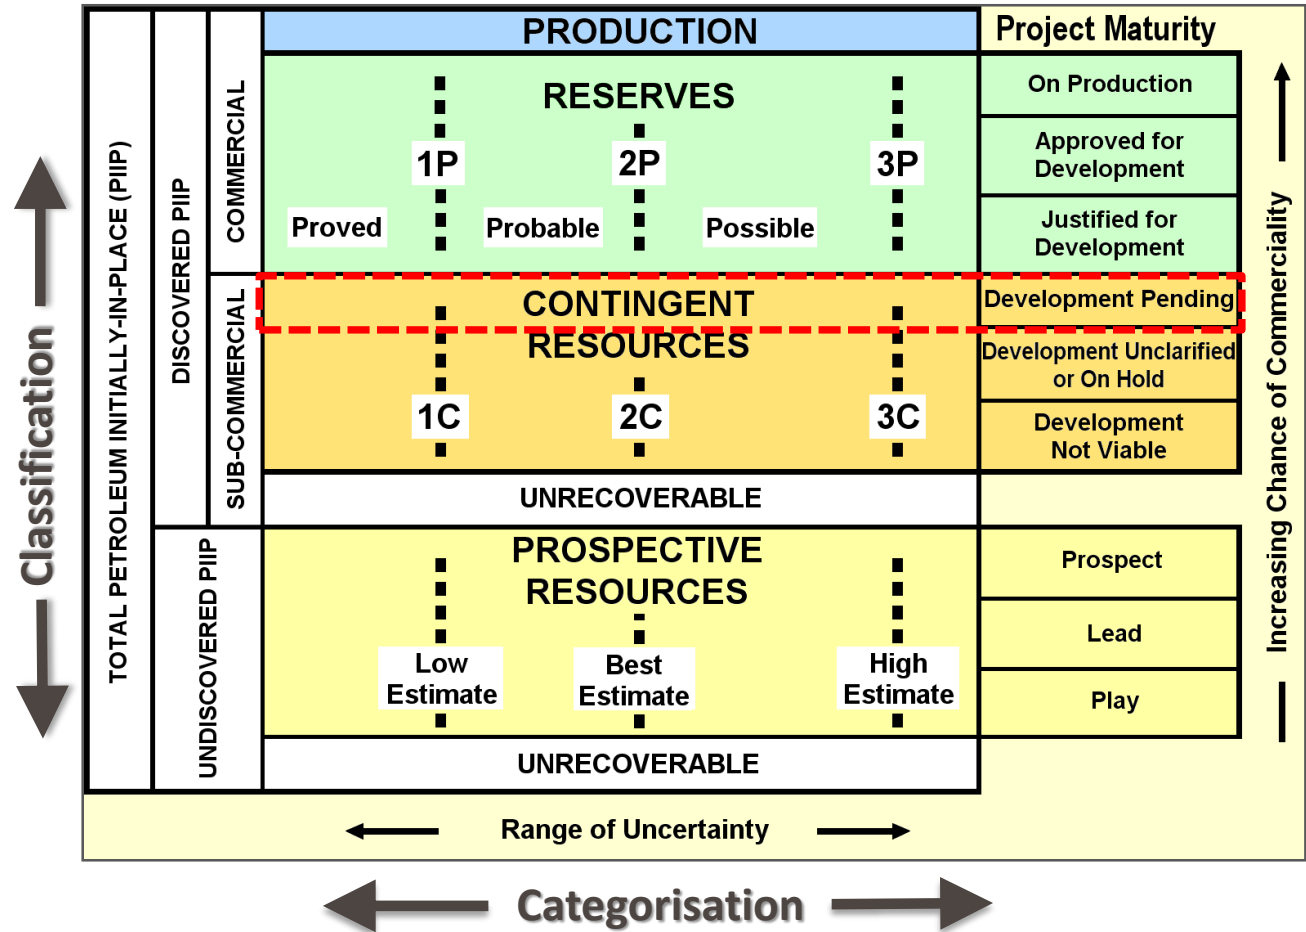 PRODUCTION
Project Maturity
Classification
TOTAL PETROLEUM INITIALLY-IN-PLACE (PIIP)
DISCOVERED PIIP
COMMERCIAL
RESERVES
1P
2P
3P
Proved
Probable
Possible
On Production
Approved for
Development
Justified for
Development
SUB-COMMERCIAL
CONTINGENT
RESOURCES
1C
2C
3C
Development Pending
Development Unclarified
or On Hold
Development
Not Viable
UNRECOVERABLE
UNDISCOVERED PIIP
PROSPECTIVE
RESOURCES
Low
Estimate
Best
Estimate
High
Estimate
Prospect
Lead
Play
UNRECOVERABLE
Increasing Chance of Commerciality
Range of Uncertainty
Categorisation